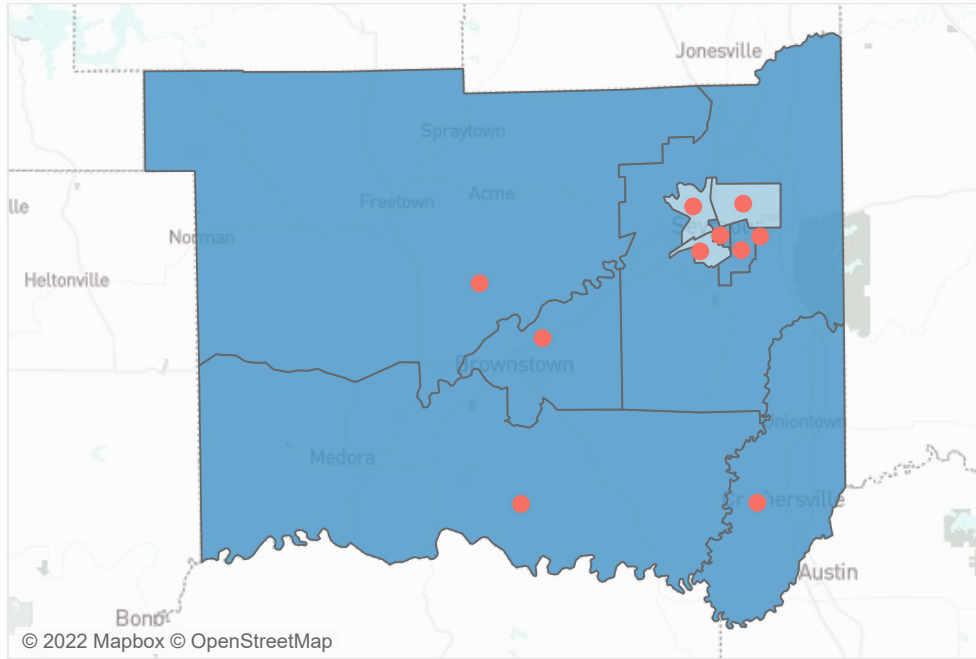 Jonesville
Spraytown
Acme
Freetown
lle
Norman
Heltonville
Brownstown
Uniontown
Medora
Austin
Bono
© 2022 Mapbox © OpenStreetMap